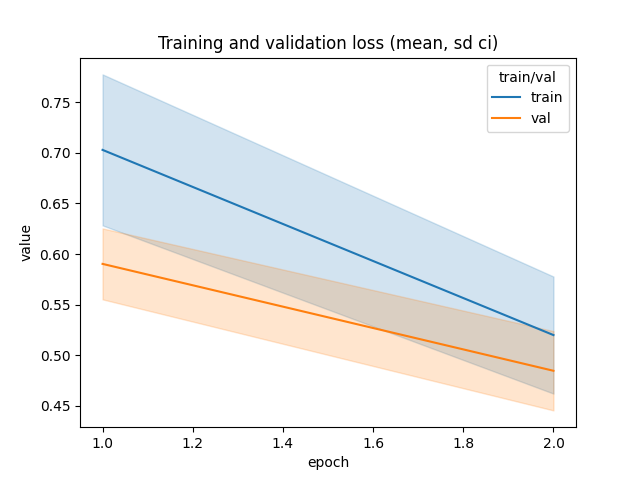 Training and validation loss (mean, sd ci)
train/val
train
val
value
0.75
0.70
0.65
0.60
0.55
0.50
0.45
1.0 1.2 1.4 1.6 1.8 2.0
epoch